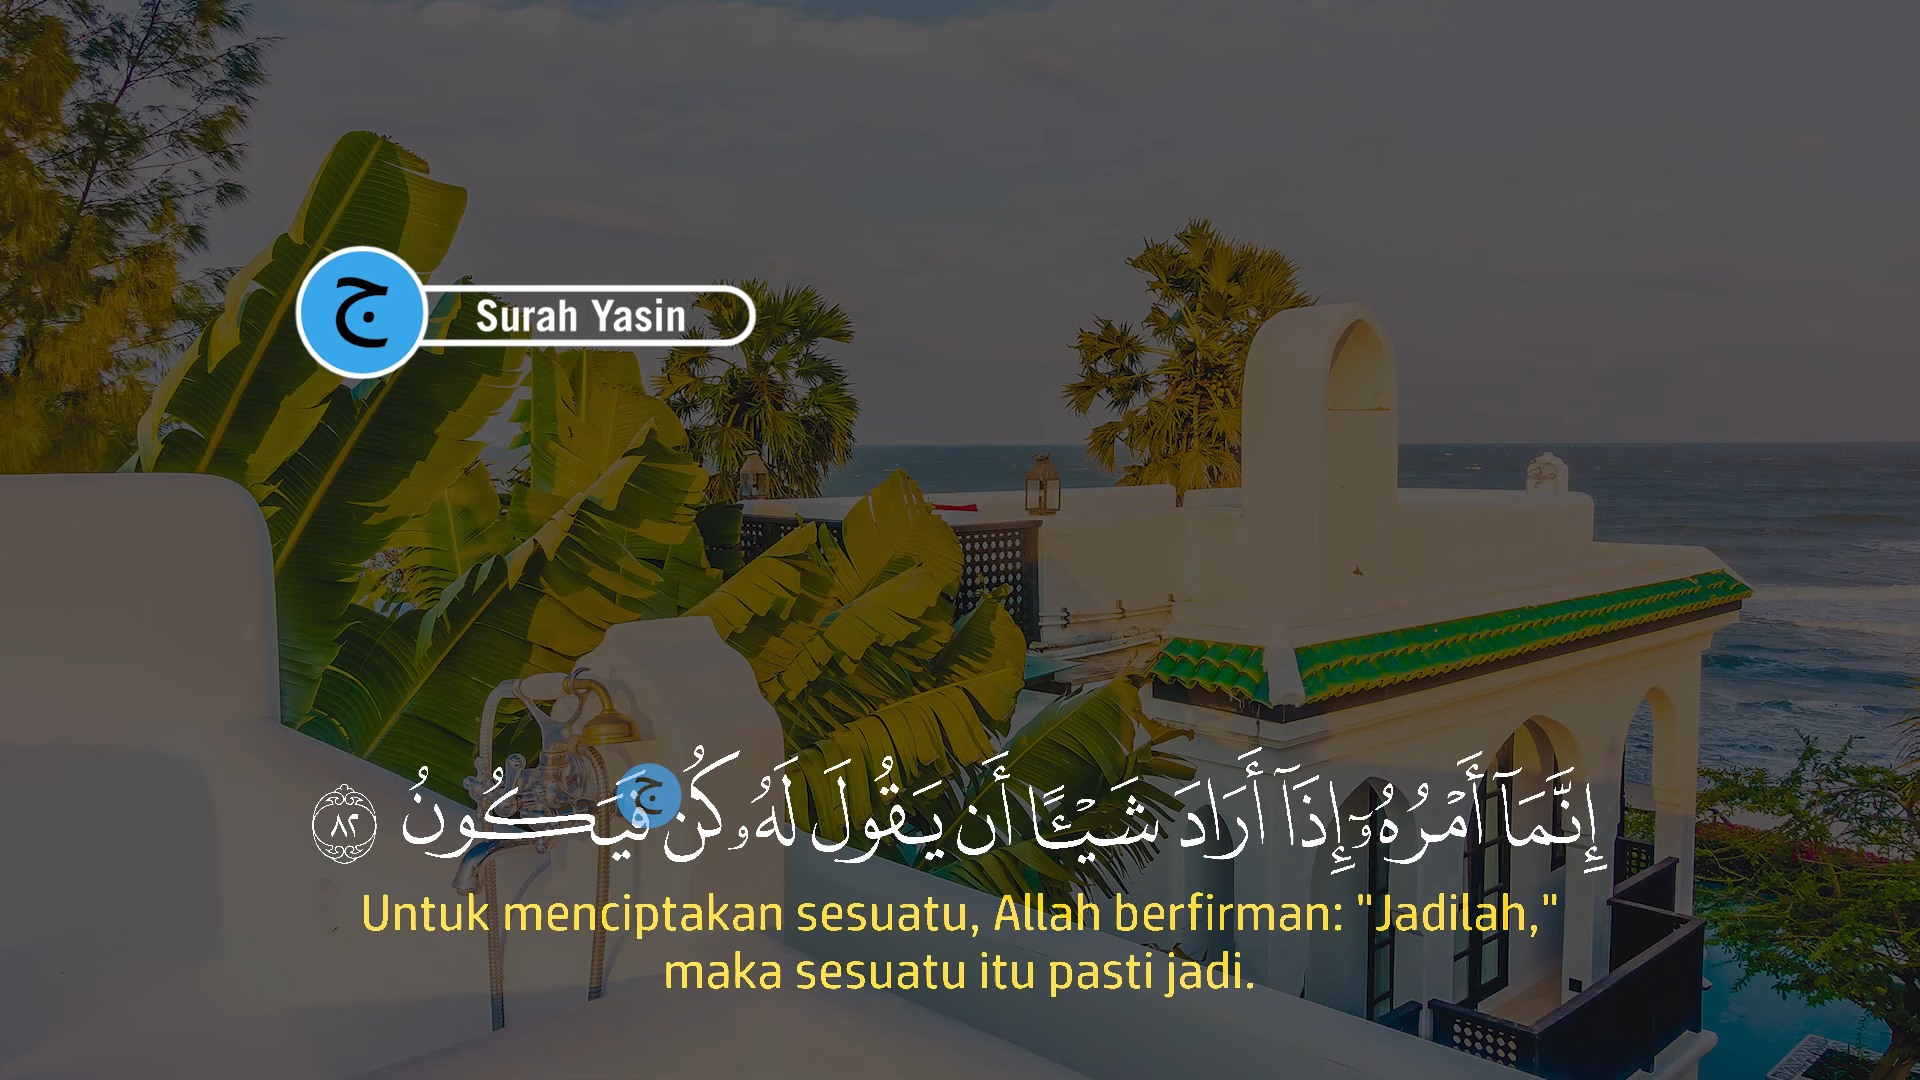 ج
Surah Yasin
إِنَّمَآ أَمْرُهُۥٓ إِذَآ أَرَادَ شَيْـًٔا أَن يَقُولَ لَهُۥ كُن فَيَكُونُ ٨٢
ج
Untuk menciptakan sesuatu, Allah berfirman: "Jadilah,"
maka sesuatu itu pasti jadi.